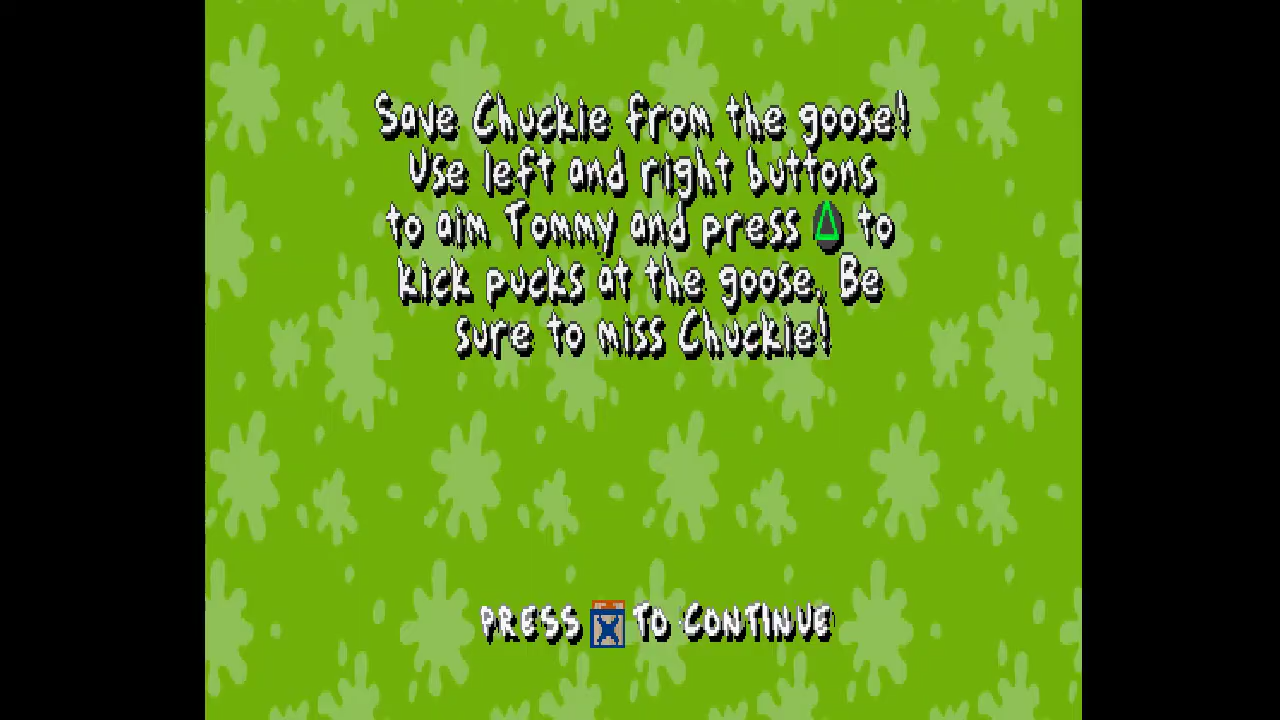 Save Chuckie from the goose!
Use left and right buttons
to aim Tommy and press △ to
kick pucks at the goose. Be
sure to miss Chuckie!
PRESS X TO CONTINUE